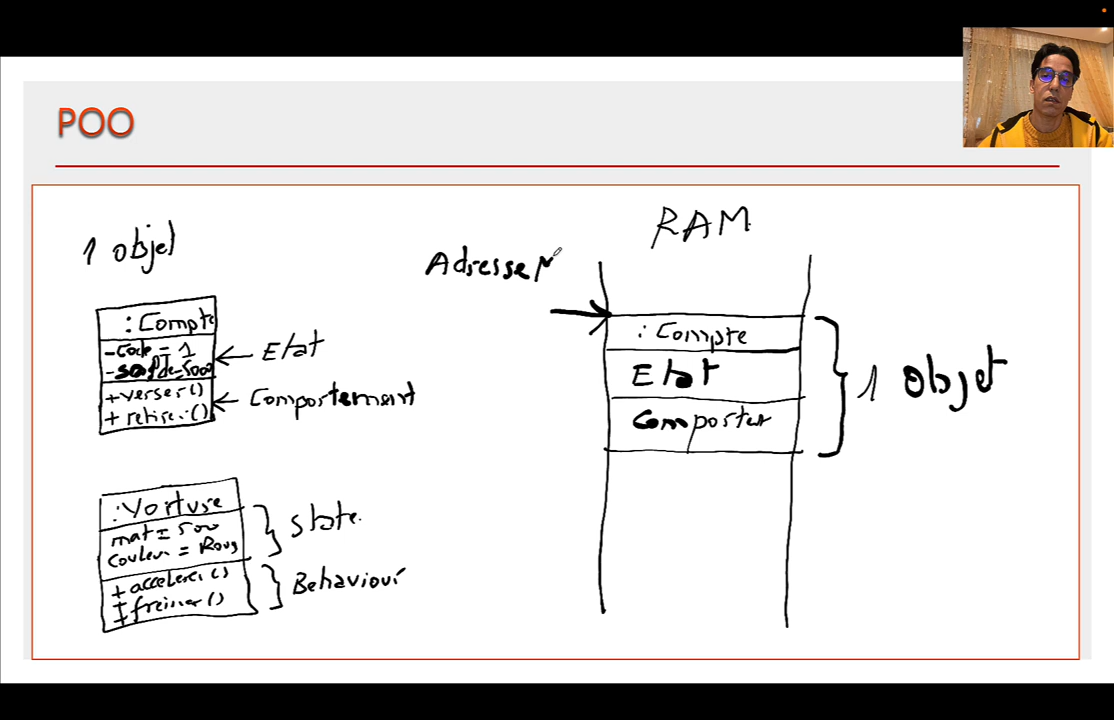 POO
1 Objet
: Compte
- Code = 1
- solde = 5000
+ verser ()
+ retirer ()
Etat
Comportement
: Voiture
mat = 500
Couleur = Roug
+ accelerer ()
+ freiner ()
State.
Behaviour
RAM
Adresse M
: Compte
Etat
Comporter
1 Objet